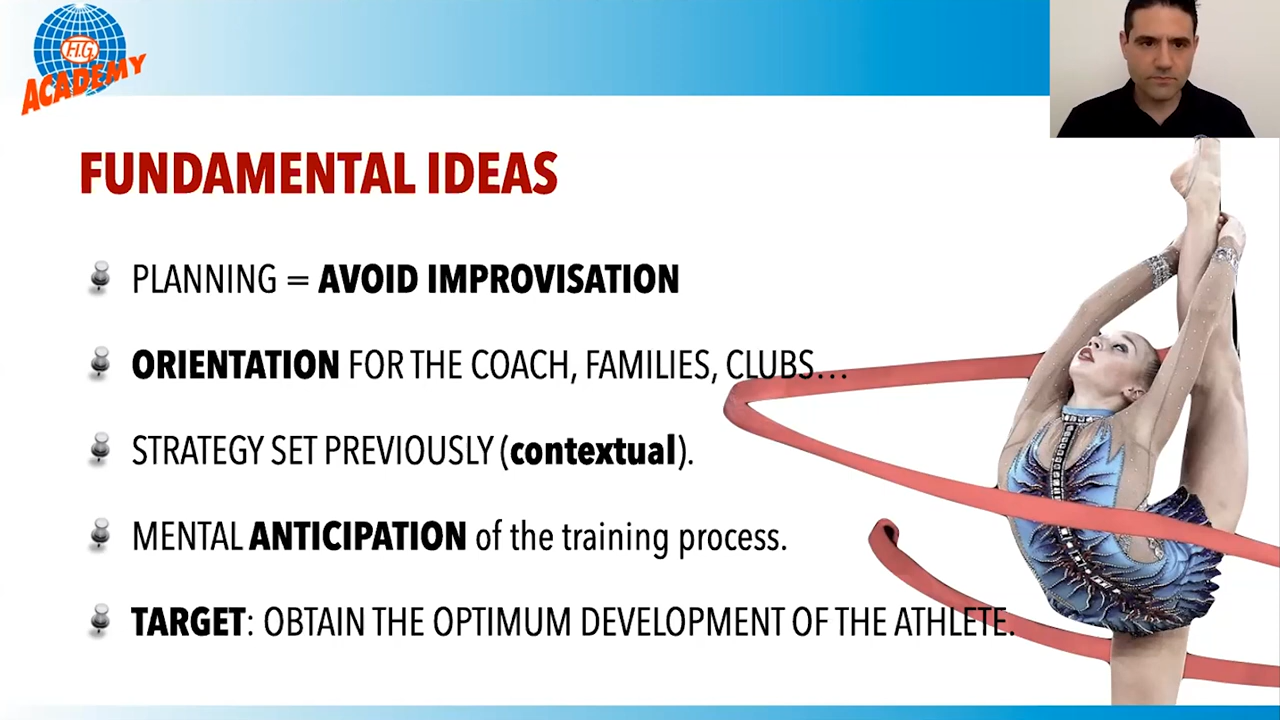 F.I.G.
ACADEMY
FUNDAMENTAL IDEAS
PLANNING = AVOID IMPROVISATION
ORIENTATION FOR THE COACH, FAMILIES, CLUBS...
STRATEGY SET PREVIOUSLY (contextual).
MENTAL ANTICIPATION of the training process.
TARGET: OBTAIN THE OPTIMUM DEVELOPMENT OF THE ATHLETE.